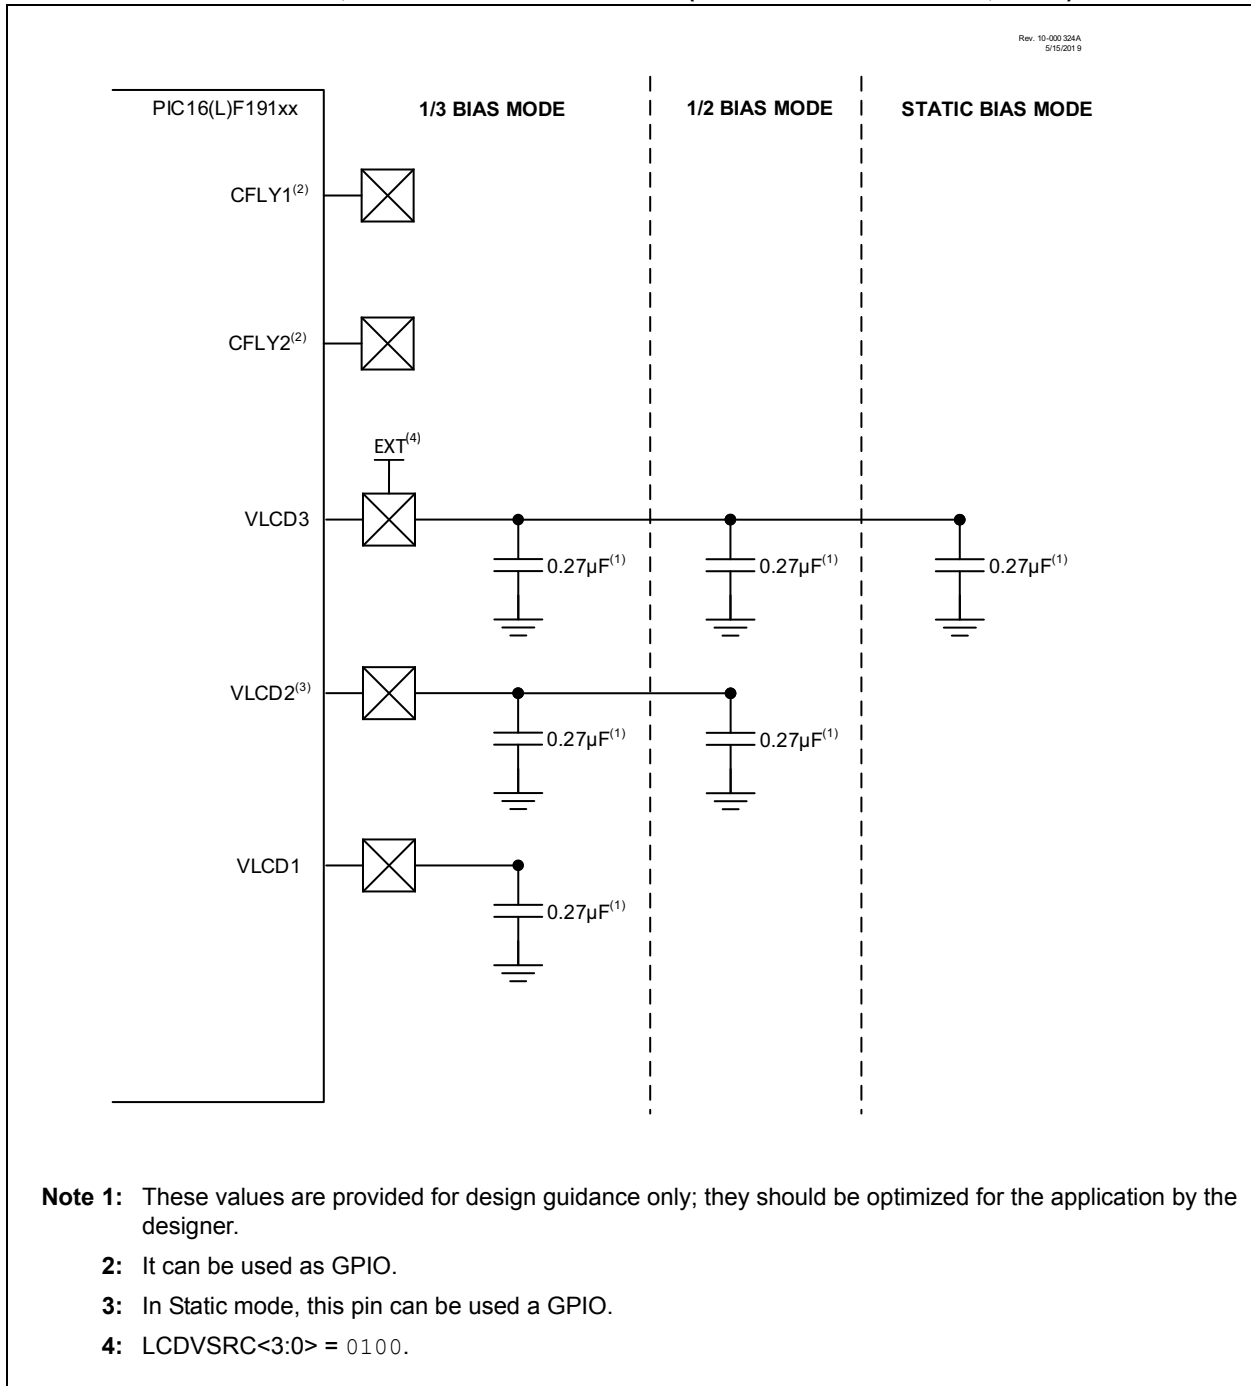 Rev. 10-000 324A
5/15/201 9
PIC16(L)F191xx
1/3 BIAS MODE
1/2 BIAS MODE
STATIC BIAS MODE
CFLY1(2)
CFLY2(2)
EXT(4)
VLCD3
0.27µF(1)
0.27µF(1)
0.27µF(1)
VLCD2(3)
0.27µF(1)
0.27µF(1)
VLCD1
0.27µF(1)
Note 1: These values are provided for design guidance only; they should be optimized for the application by the
designer.
2: It can be used as GPIO.
3: In Static mode, this pin can be used a GPIO.
4: LCDVSRC<3:0> = 0100.